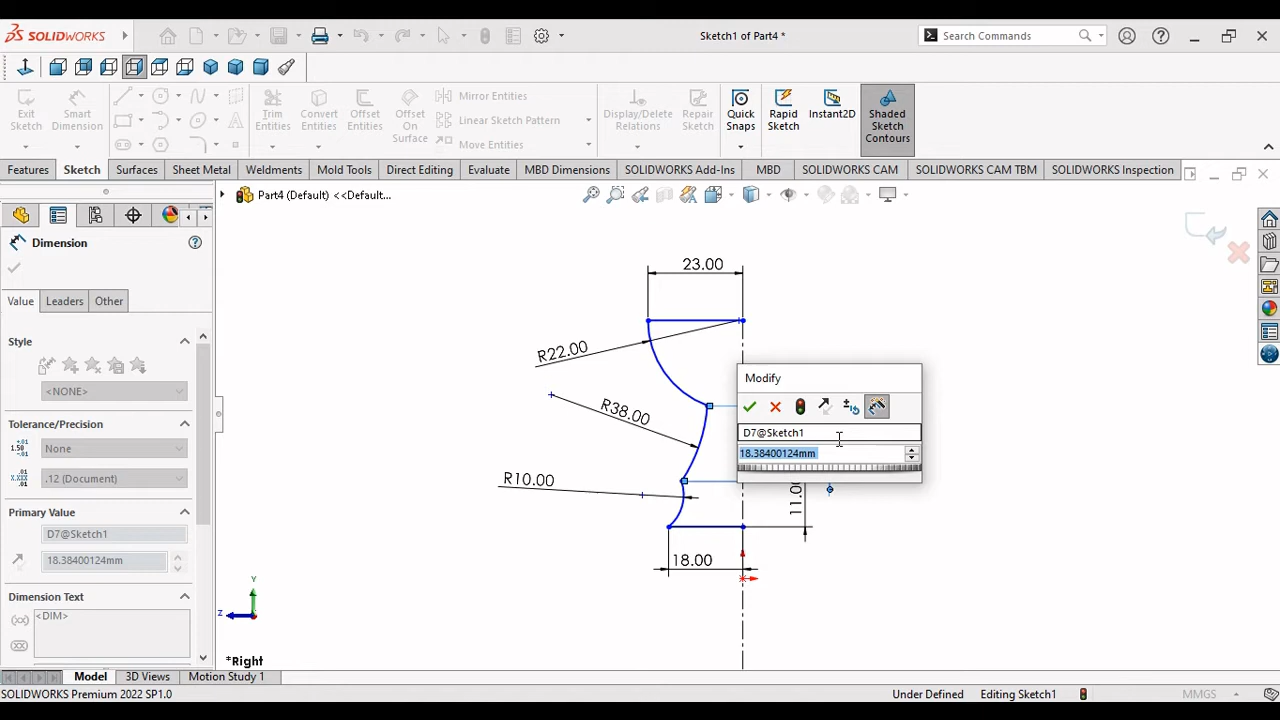 SOLIDWORKS
Sketch1 of Part4 *
Search Commands
Exit Sketch
Smart Dimension
Trim Entities
Convert Entities
Offset Entities
Offset On Surface
Mirror Entities
Linear Sketch Pattern
Move Entities
Display/Delete Relations
Repair Sketch
Quick Snaps
Rapid Sketch
Instant2D
Shaded Sketch Contours
Features
Sketch
Surfaces
Sheet Metal
Weldments
Mold Tools
Direct Editing
Evaluate
MBD Dimensions
SOLIDWORKS Add-Ins
MBD
SOLIDWORKS CAM
SOLIDWORKS CAM TBM
SOLIDWORKS Inspection
Part4 (Default) <<Default...
Dimension
Value
Leaders
Other
Style
<NONE>
Tolerance/Precision
None
.12 (Document)
Primary Value
D7@Sketch1
18.38400124mm
Dimension Text
<DIM>
23.00
R22.00
R38.00
R10.00
18.00
11.00
Modify
D7@Sketch1
18.38400124mm
Y
Z
*Right
Model
3D Views
Motion Study 1
SOLIDWORKS Premium 2022 SP1.0
Under Defined
Editing Sketch1
MMGS